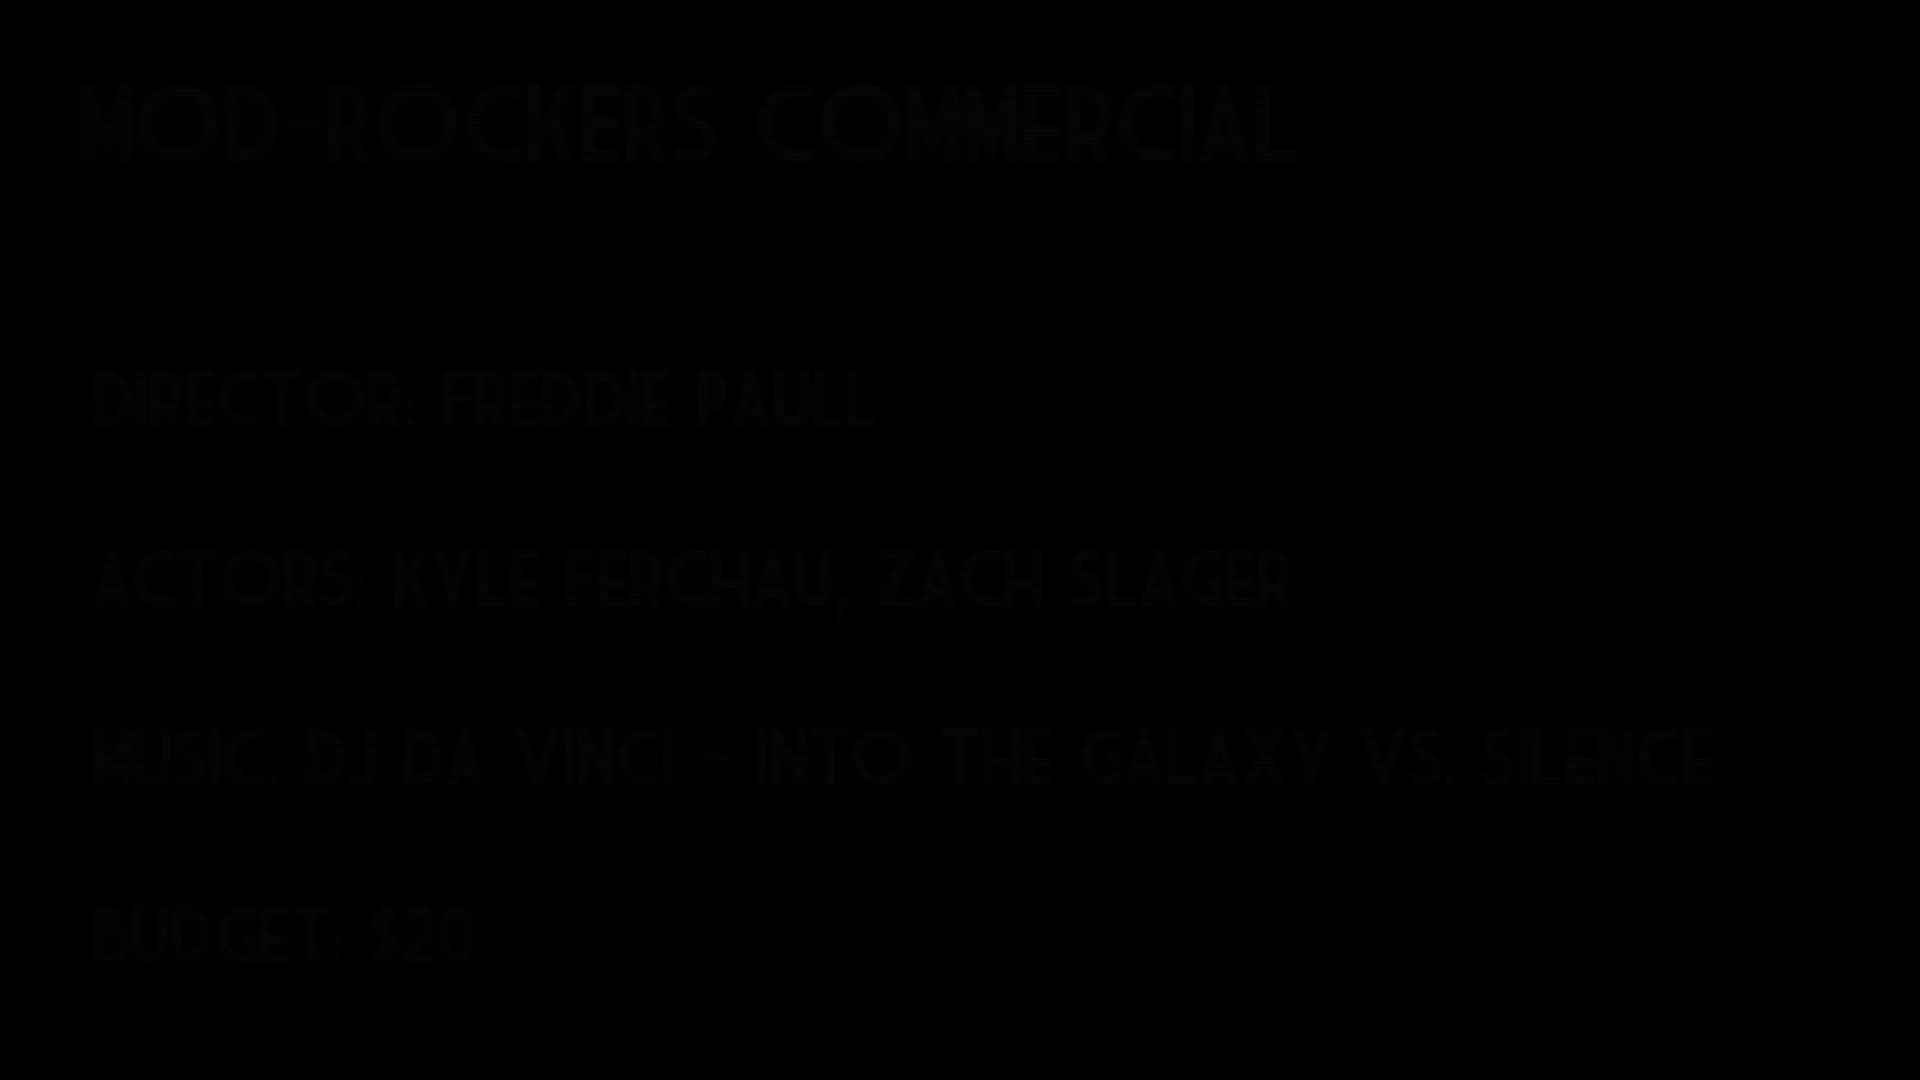 MOD-ROCKERS COMMERCIAL
DIRECTOR: FREDDIE PAULL
ACTORS: KYLE FERCHAU, ZACH SLAGER
MUSIC: DJ DA VINCI - INTO THE GALAXY VS. SILENCE
BUDGET: $20